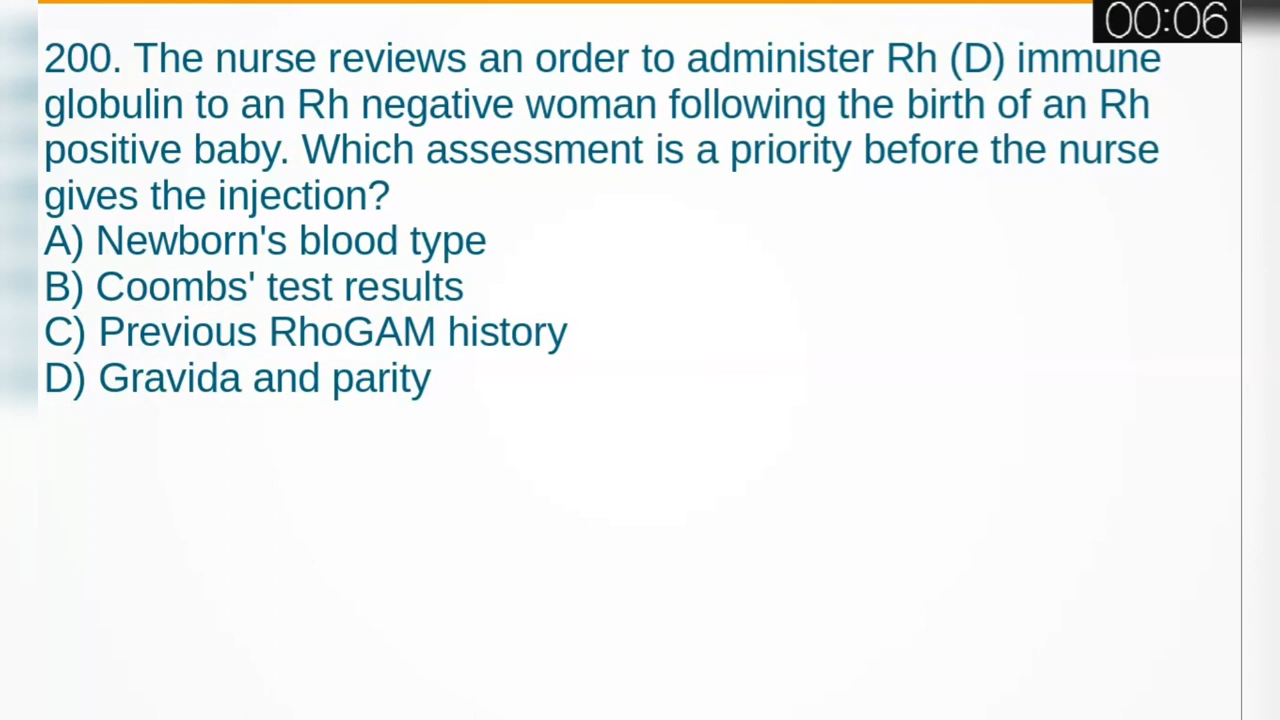 00:06
200. The nurse reviews an order to administer Rh (D) immune
globulin to an Rh negative woman following the birth of an Rh
positive baby. Which assessment is a priority before the nurse
gives the injection?
A) Newborn's blood type
B) Coombs' test results
C) Previous RhoGAM history
D) Gravida and parity